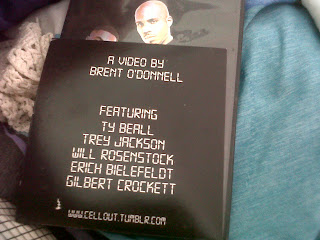 A VIDEO BY
BRENT O'DONNELL
FEATURING
TY BEALL
TREY JACKSON
WILL ROSENSTOCK
ERICH BIELEFELDT
GILBERT CROCKETT
WWW.CELLOUT.TUMBLR.COM